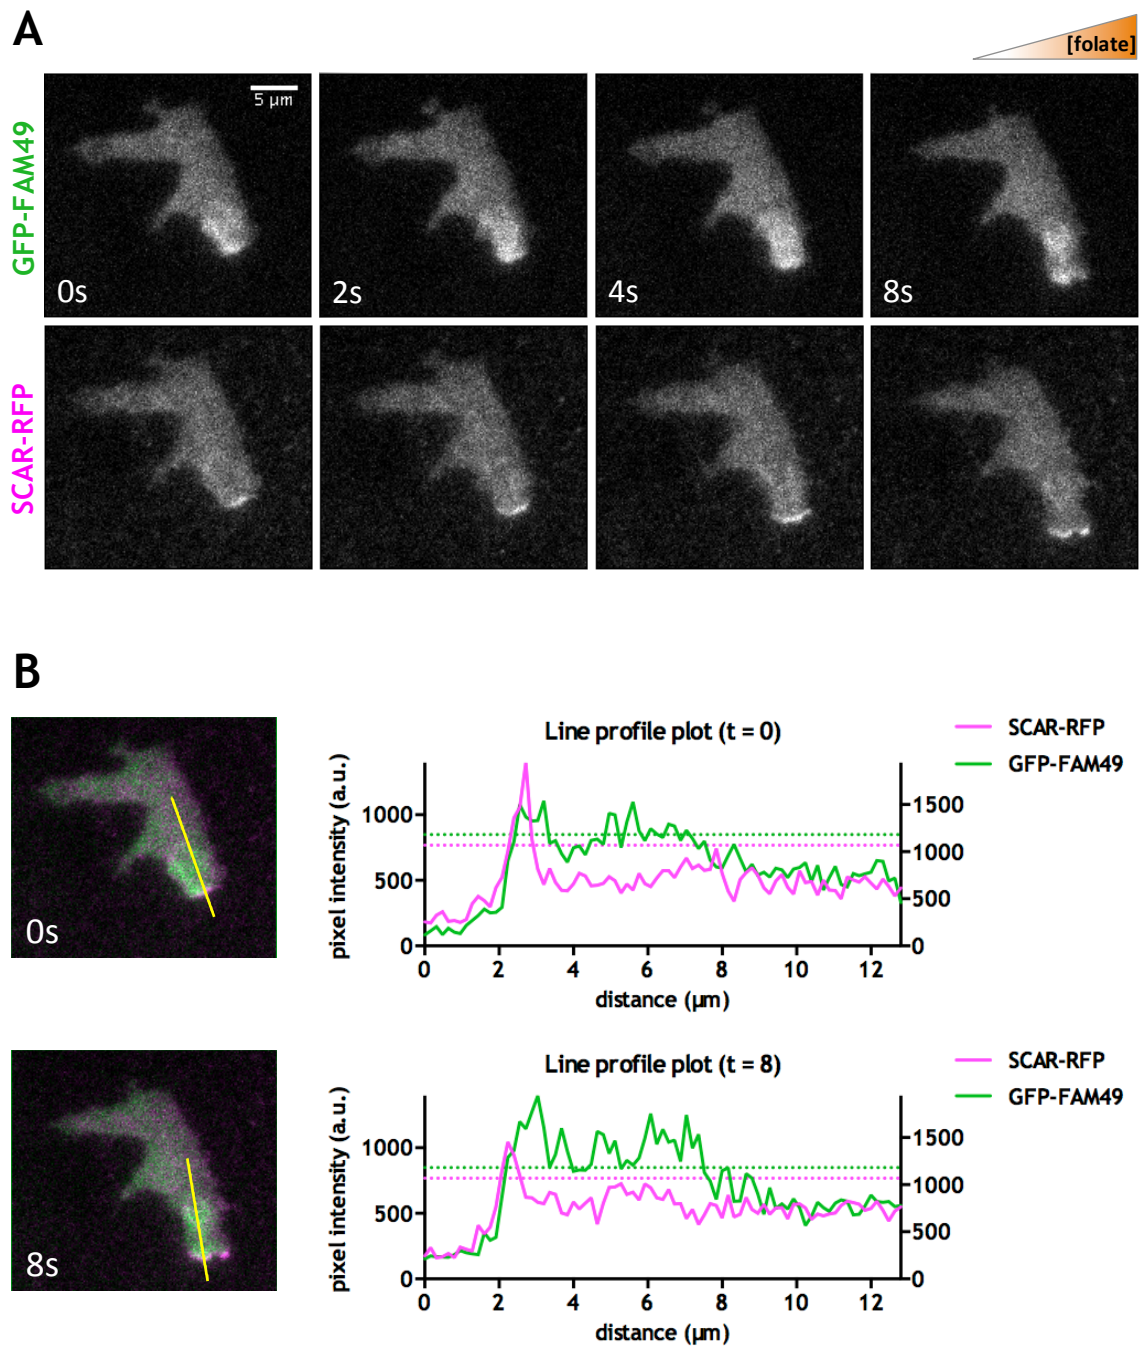 A
[folate]
GFP-FAM49
5 µm
0s
2s
4s
8s
SCAR-RFP
B
0s
Line profile plot (t = 0)
SCAR-RFP
GFP-FAM49
pixel intensity (a.u.)
1000
500
0
1500
1000
500
0
0 2 4 6 8 10 12
distance (µm)
8s
Line profile plot (t = 8)
SCAR-RFP
GFP-FAM49
pixel intensity (a.u.)
1000
500
0
1500
1000
500
0
0 2 4 6 8 10 12
distance (µm)